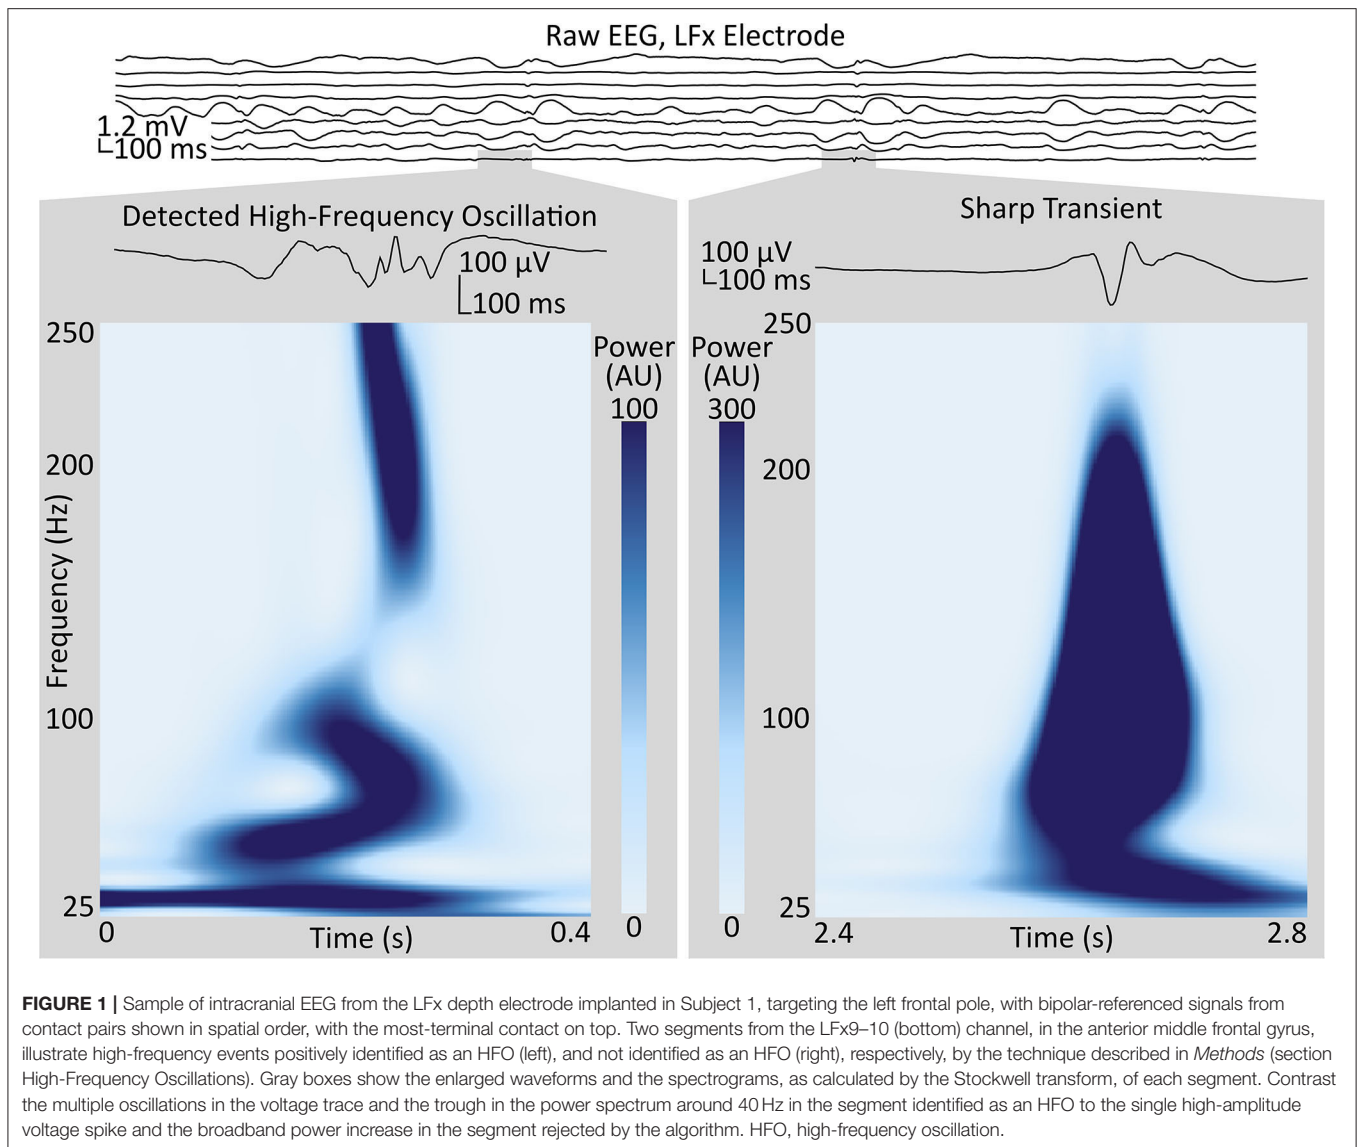 Raw EEG, LFx Electrode
1.2 mV
100 ms
Detected High-Frequency Oscillation
100 µV
100 ms
250
200
100
25
Frequency (Hz)
0
0.4
Time (s)
Power
(AU)
100
0
Sharp Transient
100 µV
100 ms
Power
(AU)
300
0
250
200
100
25
2.4
2.8
Time (s)
FIGURE 1 | Sample of intracranial EEG from the LFx depth electrode implanted in Subject 1, targeting the left frontal pole, with bipolar-referenced signals from
contact pairs shown in spatial order, with the most-terminal contact on top. Two segments from the LFx9–10 (bottom) channel, in the anterior middle frontal gyrus,
illustrate high-frequency events positively identified as an HFO (left), and not identified as an HFO (right), respectively, by the technique described in Methods (section
High-Frequency Oscillations). Gray boxes show the enlarged waveforms and the spectrograms, as calculated by the Stockwell transform, of each segment. Contrast
the multiple oscillations in the voltage trace and the trough in the power spectrum around 40 Hz in the segment identified as an HFO to the single high-amplitude
voltage spike and the broadband power increase in the segment rejected by the algorithm. HFO, high-frequency oscillation.